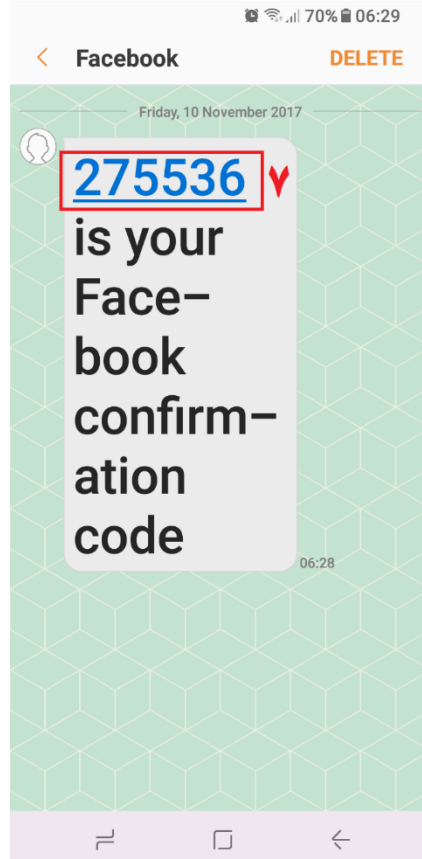 70% 06:29
Facebook DELETE
Friday, 10 November 2017
275536 ۷
is your
Face–
book
confirm–
ation
code
06:28